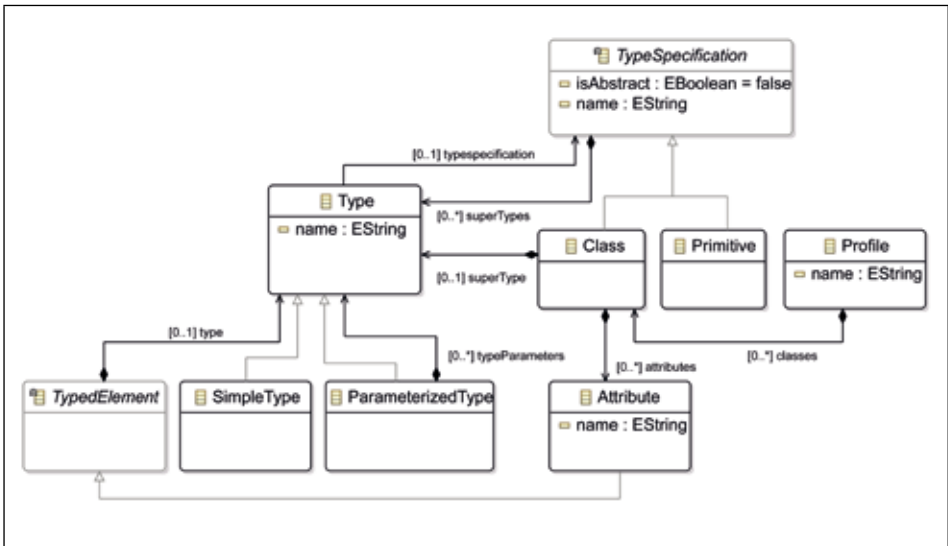 TypeSpecification
isAbstract : EBoolean = false
name : EString
[0..1] typespecification
Type
name : EString
[0..*] superTypes
Class
Primitive
Profile
name : EString
[0..1] superType
[0..1] type
[0..*] typeParameters
[0..*] attributes
[0..*] classes
TypedElement
SimpleType
ParameterizedType
Attribute
name : EString